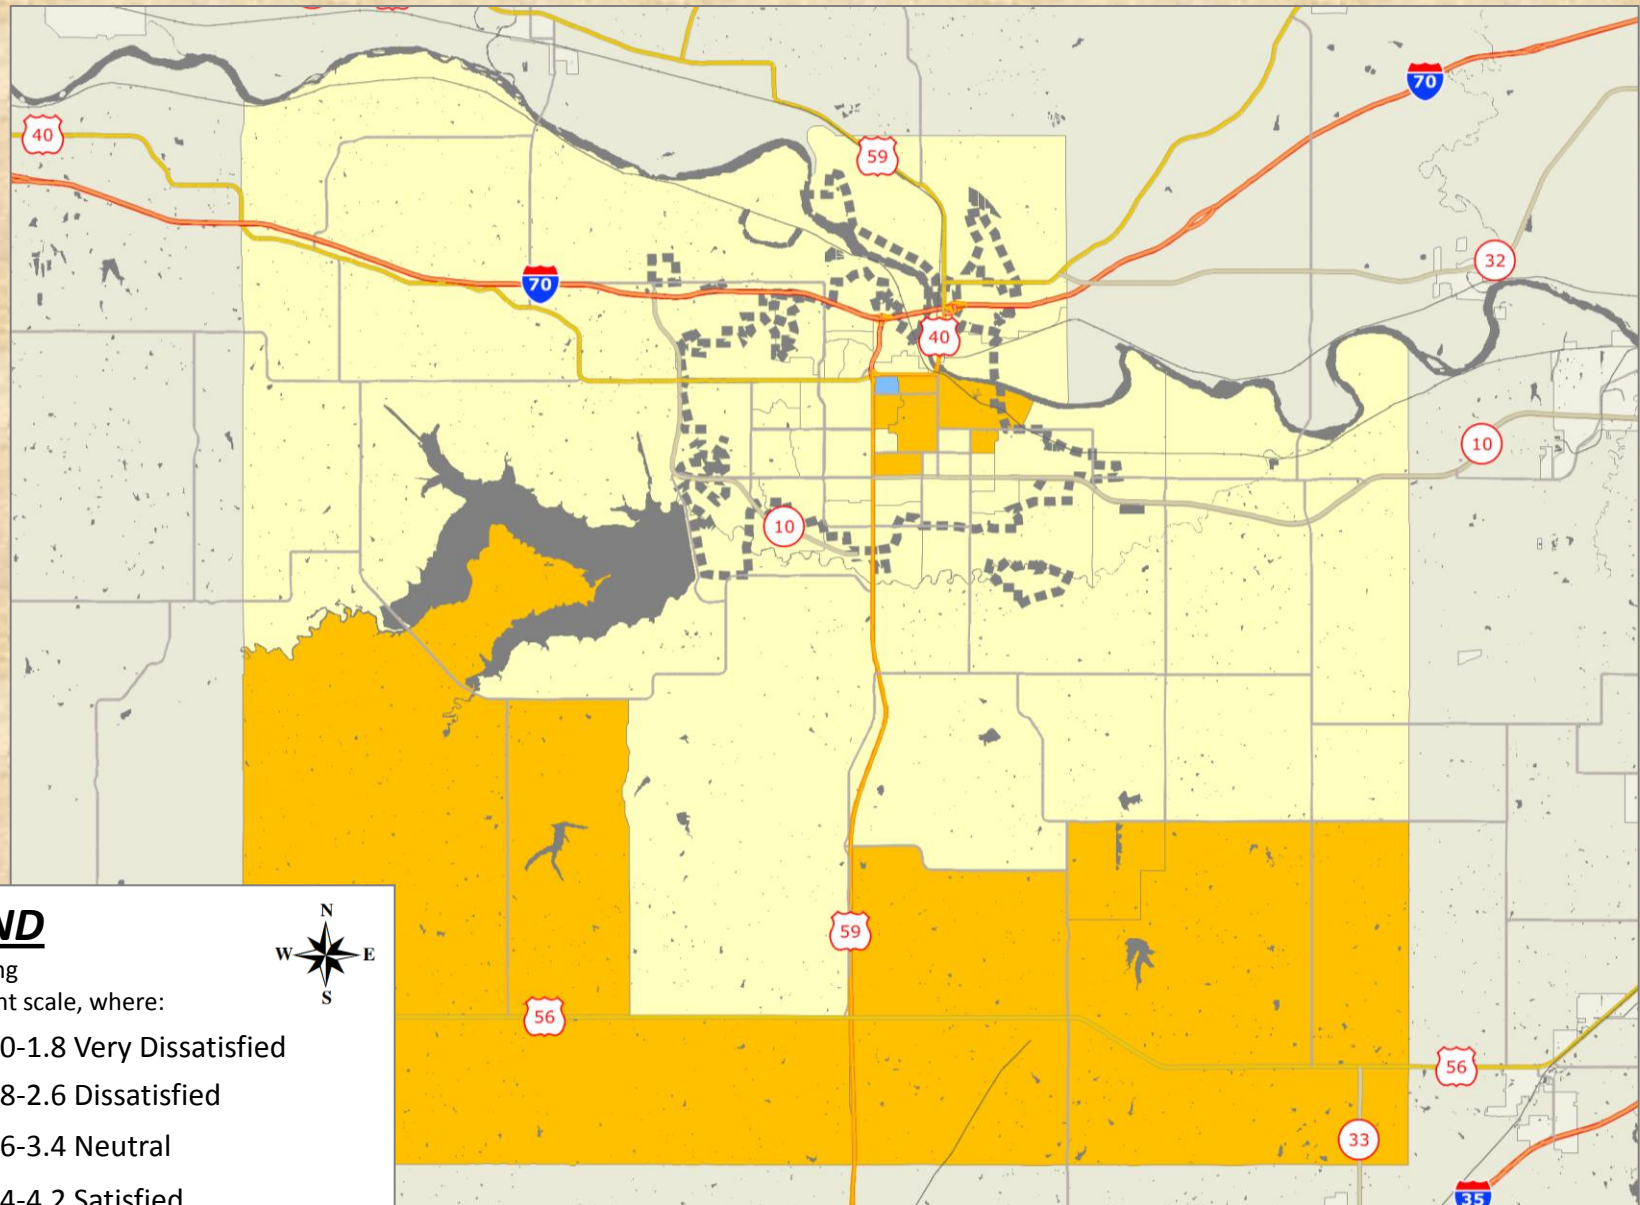 70
40
59
32
70
40
10
10
59
ND
N
W E
S
ng
nt scale, where:
0-1.8 Very Dissatisfied
8-2.6 Dissatisfied
6-3.4 Neutral
4-4.2 Satisfied
56
56
33
35